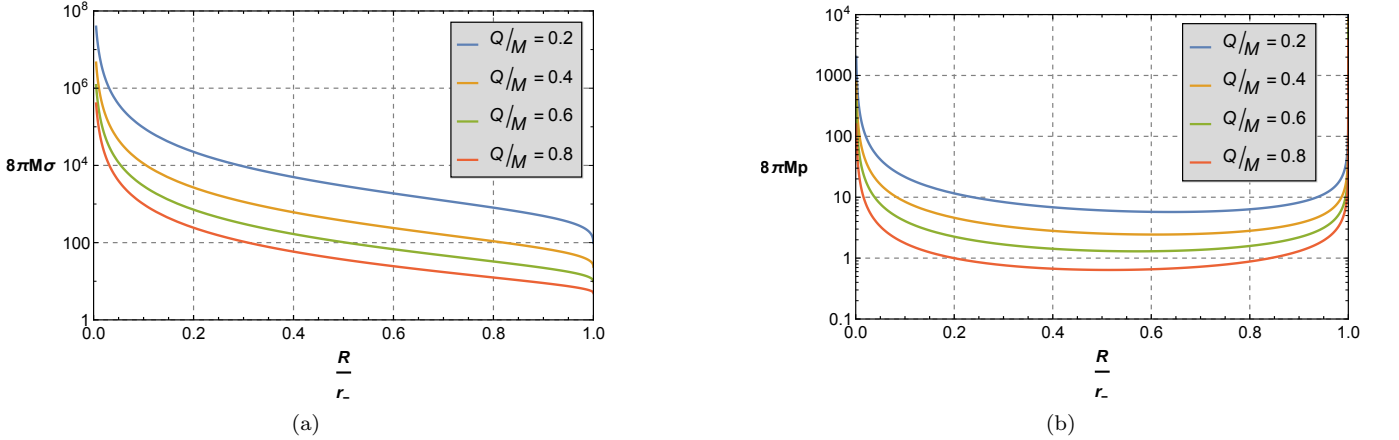 10^8
10^6
10^4
100
1
8πMσ
0.0 0.2 0.4 0.6 0.8 1.0
R
r_
Q/M = 0.2
Q/M = 0.4
Q/M = 0.6
Q/M = 0.8
(a)
10^4
1000
100
10
1
0.1
8πMp
0.0 0.2 0.4 0.6 0.8 1.0
R
r_
Q/M = 0.2
Q/M = 0.4
Q/M = 0.6
Q/M = 0.8
(b)